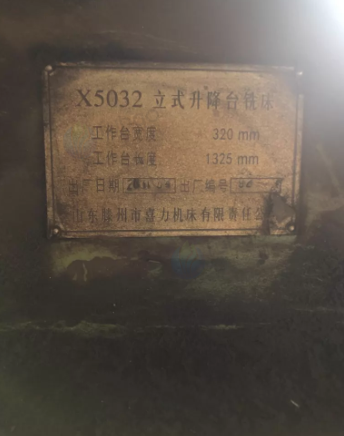 X5032 立式升降台铣床
工作台宽度 320 mm
工作台长度 1325 mm
出厂日期 出厂编号
山东滕州市喜力机床有限责任公